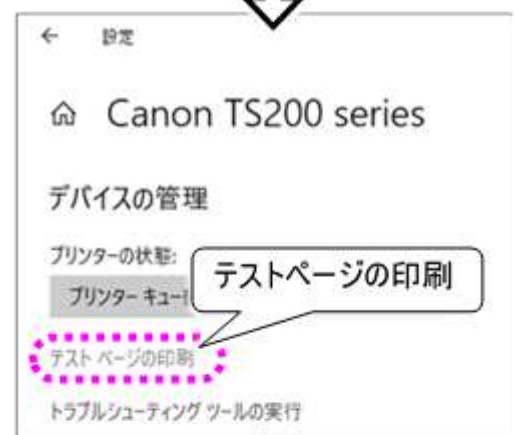 ← 設定
Canon TS200 series
デバイスの管理
プリンターの状態:
プリンター キュー
テストページの印刷
テスト ページの印刷
トラブルシューティング ツールの実行